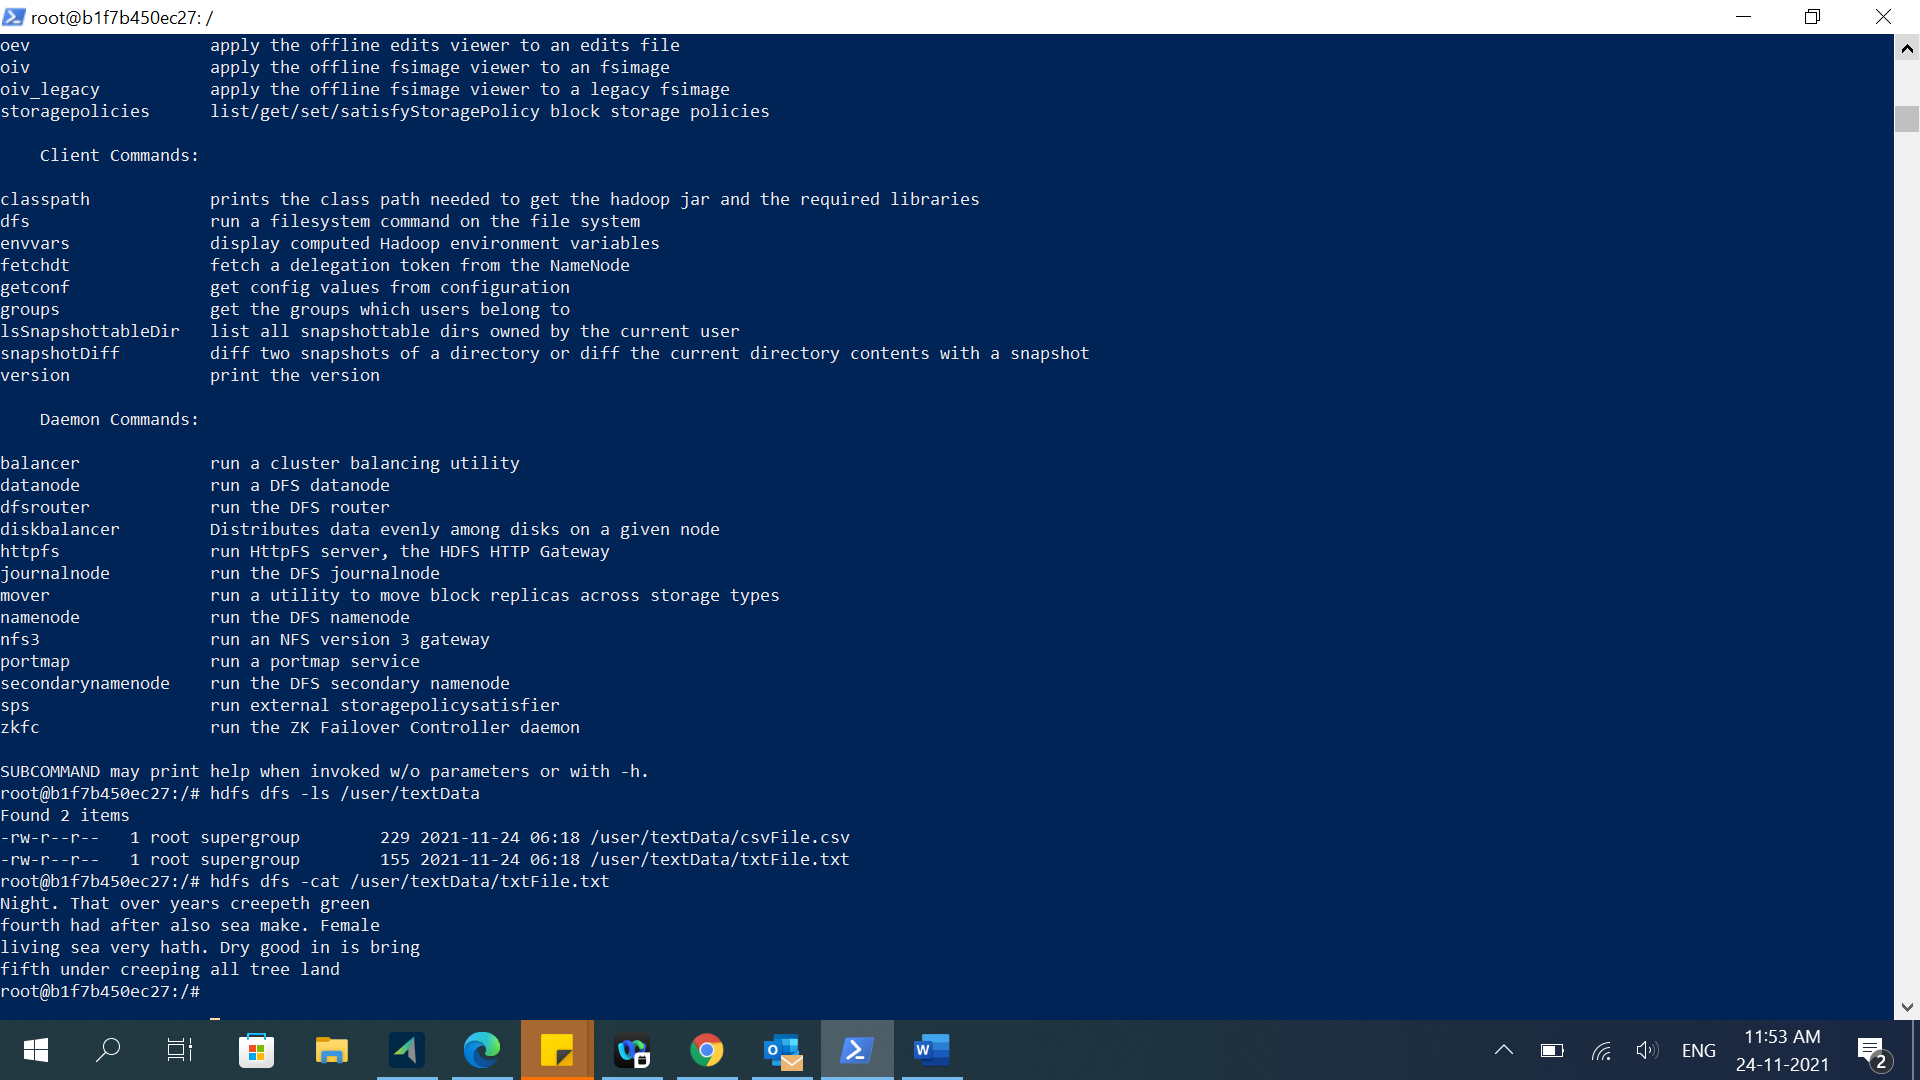 root@b1f7b450ec27: /
oev                  apply the offline edits viewer to an edits file
oiv                  apply the offline fsimage viewer to an fsimage
oiv_legacy           apply the offline fsimage viewer to a legacy fsimage
storagepolicies      list/get/set/satisfyStoragePolicy block storage policies
    Client Commands:
classpath            prints the class path needed to get the hadoop jar and the required libraries
dfs                  run a filesystem command on the file system
envvars              display computed Hadoop environment variables
fetchdt              fetch a delegation token from the NameNode
getconf              get config values from configuration
groups               get the groups which users belong to
lsSnapshottableDir   list all snapshottable dirs owned by the current user
snapshotDiff         diff two snapshots of a directory or diff the current directory contents with a snapshot
version              print the version
    Daemon Commands:
balancer             run a cluster balancing utility
datanode             run a DFS datanode
dfsrouter            run the DFS router
diskbalancer         Distributes data evenly among disks on a given node
httpfs               run HttpFS server, the HDFS HTTP Gateway
journalnode          run the DFS journalnode
mover                run a utility to move block replicas across storage types
namenode             run the DFS namenode
nfs3                 run an NFS version 3 gateway
portmap              run a portmap service
secondarynamenode    run the DFS secondary namenode
sps                  run external storagepolicysatisfier
zkfc                 run the ZK Failover Controller daemon
SUBCOMMAND may print help when invoked w/o parameters or with -h.
root@b1f7b450ec27:/# hdfs dfs -ls /user/textData
Found 2 items
-rw-r--r--   1 root supergroup        229 2021-11-24 06:18 /user/textData/csvFile.csv
-rw-r--r--   1 root supergroup        155 2021-11-24 06:18 /user/textData/txtFile.txt
root@b1f7b450ec27:/# hdfs dfs -cat /user/textData/txtFile.txt
Night. That over years creepeth green
fourth had after also sea make. Female
living sea very hath. Dry good in is bring
fifth under creeping all tree land
root@b1f7b450ec27:/#
ENG
11:53 AM
24-11-2021
2